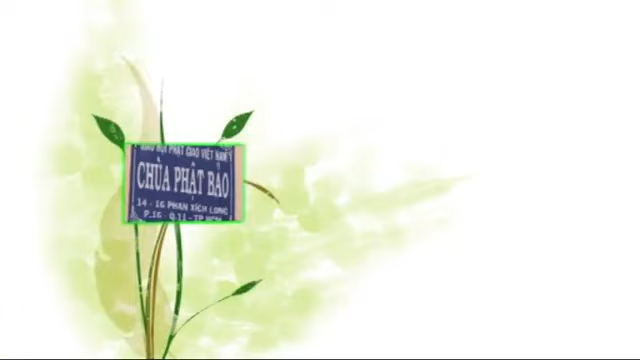 GIÁO HỘI PHẬT GIÁO VIỆT NAM
CHÙA PHẬT BẢO
14 - 16 PHAN XÍCH LONG
P.16 - Q.11 - TP.HCM